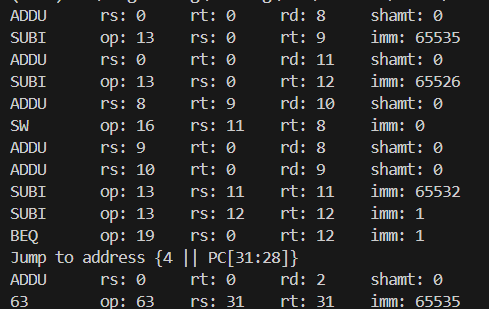 ADDU rs: 0 rt: 0 rd: 8 shamt: 0
SUBI op: 13 rs: 0 rt: 9 imm: 65535
ADDU rs: 0 rt: 0 rd: 11 shamt: 0
SUBI op: 13 rs: 0 rt: 12 imm: 65526
ADDU rs: 8 rt: 9 rd: 10 shamt: 0
SW op: 16 rs: 11 rt: 8 imm: 0
ADDU rs: 9 rt: 0 rd: 8 shamt: 0
ADDU rs: 10 rt: 0 rd: 9 shamt: 0
SUBI op: 13 rs: 11 rt: 11 imm: 65532
SUBI op: 13 rs: 12 rt: 12 imm: 1
BEQ op: 19 rs: 0 rt: 12 imm: 1
Jump to address {4 || PC[31:28]}
ADDU rs: 0 rt: 0 rd: 2 shamt: 0
63 op: 63 rs: 31 rt: 31 imm: 65535